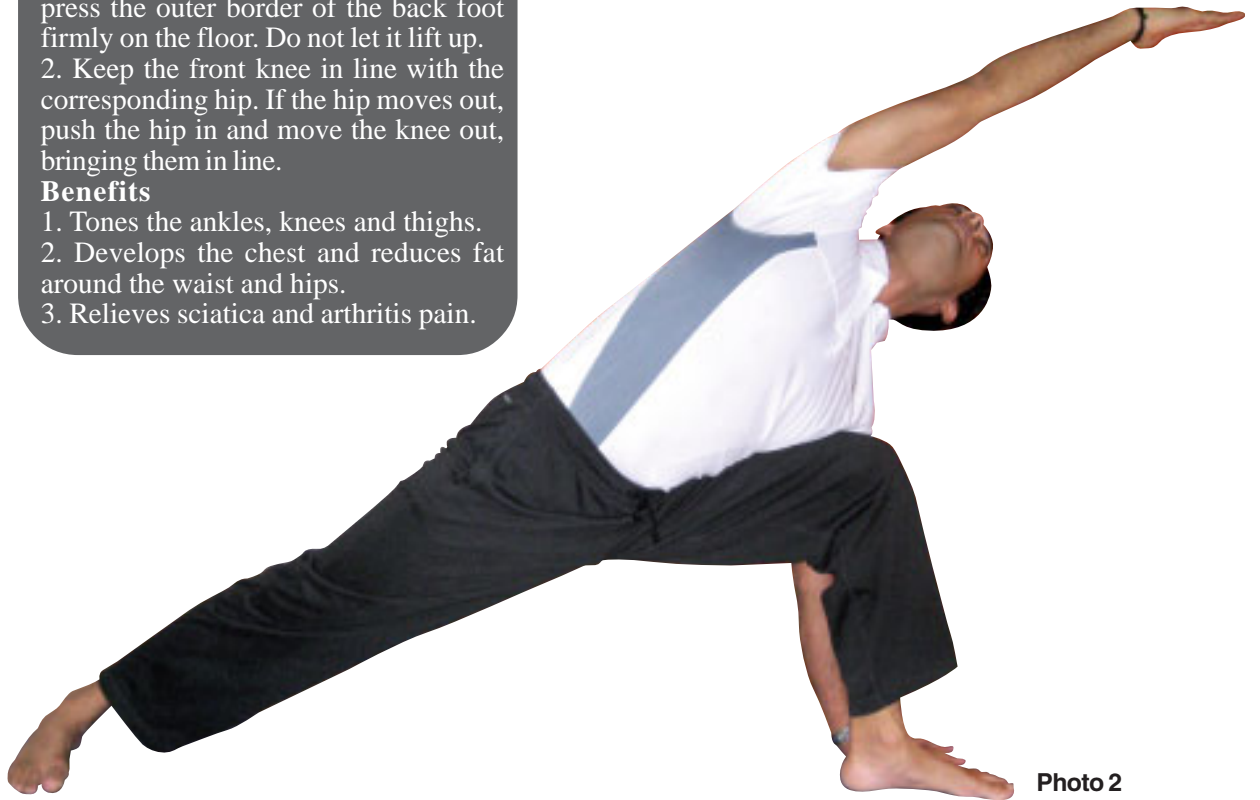 press the outer border of the back foot
firmly on the floor. Do not let it lift up.
2. Keep the front knee in line with the
corresponding hip. If the hip moves out,
push the hip in and move the knee out,
bringing them in line.
Benefits
1. Tones the ankles, knees and thighs.
2. Develops the chest and reduces fat
around the waist and hips.
3. Relieves sciatica and arthritis pain.
Photo 2